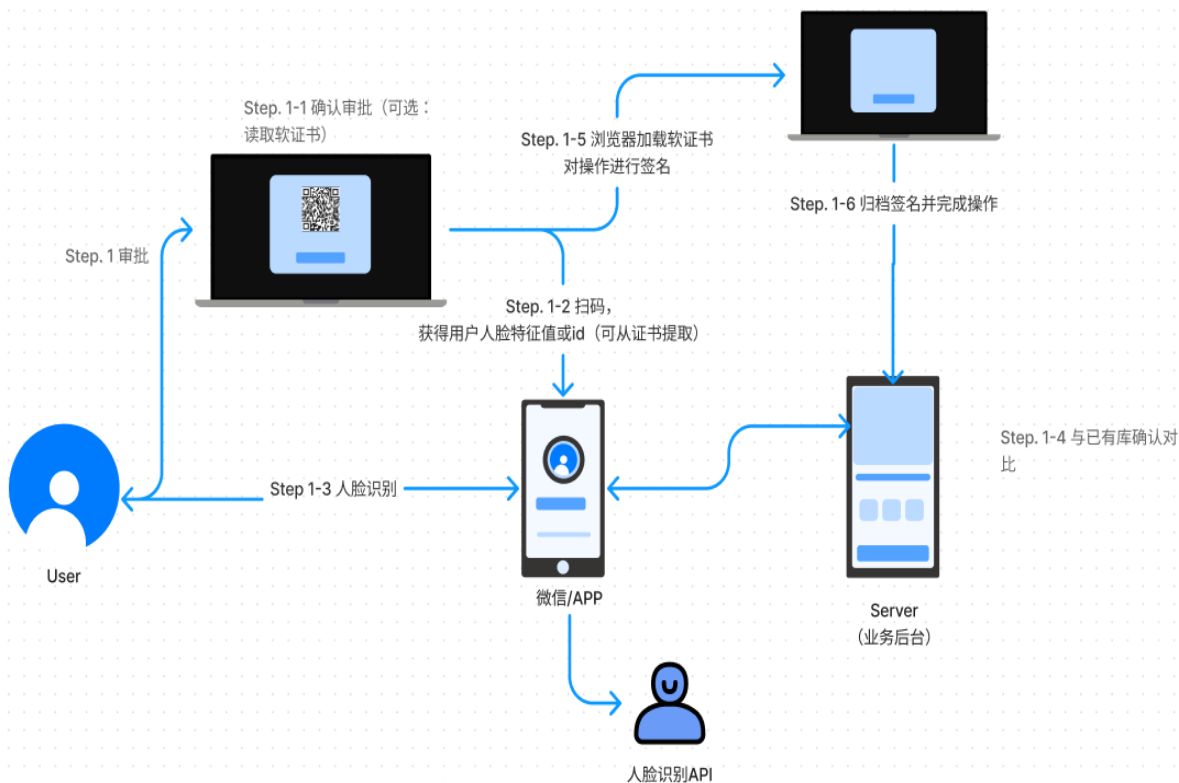 Step. 1-1 确认审批（可选：
读取软证书）
Step. 1-5 浏览器加载软证书
对操作进行签名
Step. 1-6 归档签名并完成操作
Step. 1 审批
Step. 1-2 扫码，
获得用户人脸特征值或id（可从证书提取）
Step. 1-4 与已有库确认对
比
Step 1-3 人脸识别
User
微信/APP
Server
（业务后台）
人脸识别API